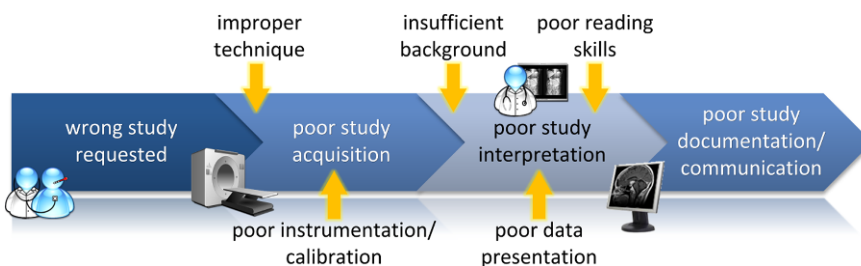 improper
technique
insufficient
background
poor reading
skills
wrong study
requested
poor study
acquisition
poor study
interpretation
poor study
documentation/
communication
poor instrumentation/
calibration
poor data
presentation